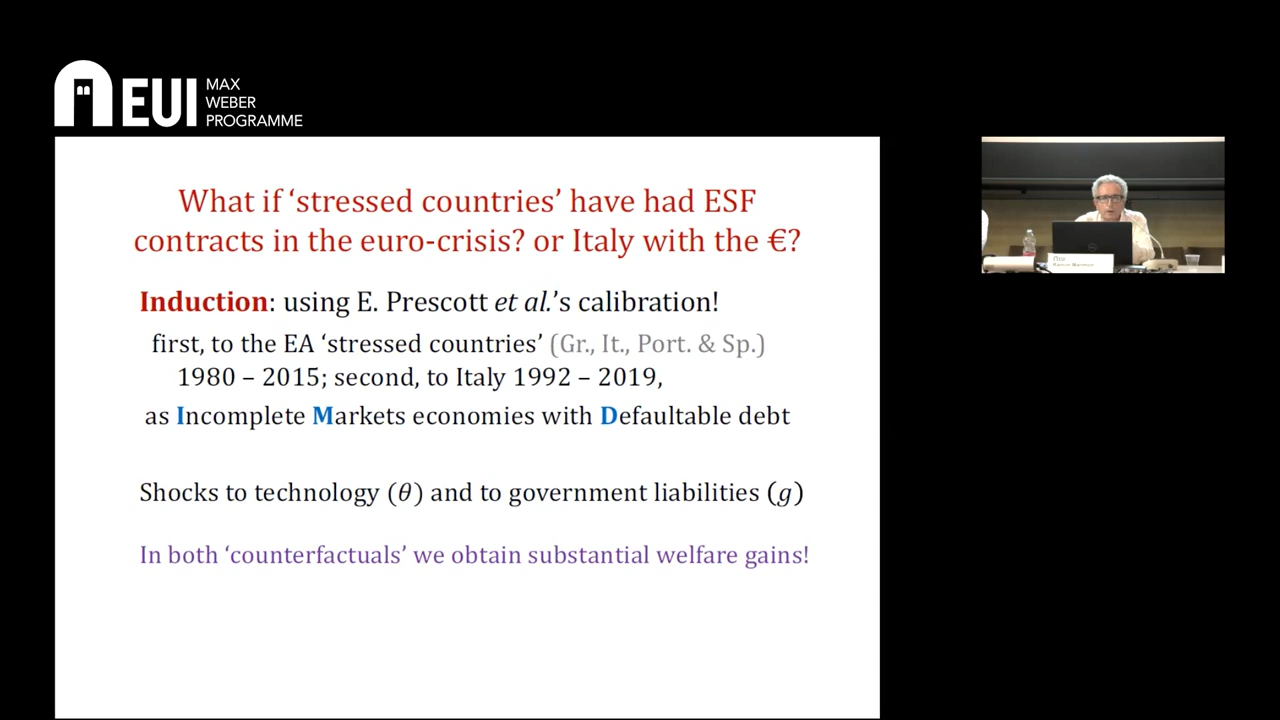 EUI
MAX
WEBER
PROGRAMME
What if ‘stressed countries’ have had ESF
contracts in the euro-crisis? or Italy with the €?
Induction: using E. Prescott et al.’s calibration!
first, to the EA ‘stressed countries’ (Gr., It., Port. & Sp.)
1980 – 2015; second, to Italy 1992 – 2019,
as Incomplete Markets economies with Defaultable debt
Shocks to technology (θ) and to government liabilities (g)
In both ‘counterfactuals’ we obtain substantial welfare gains!